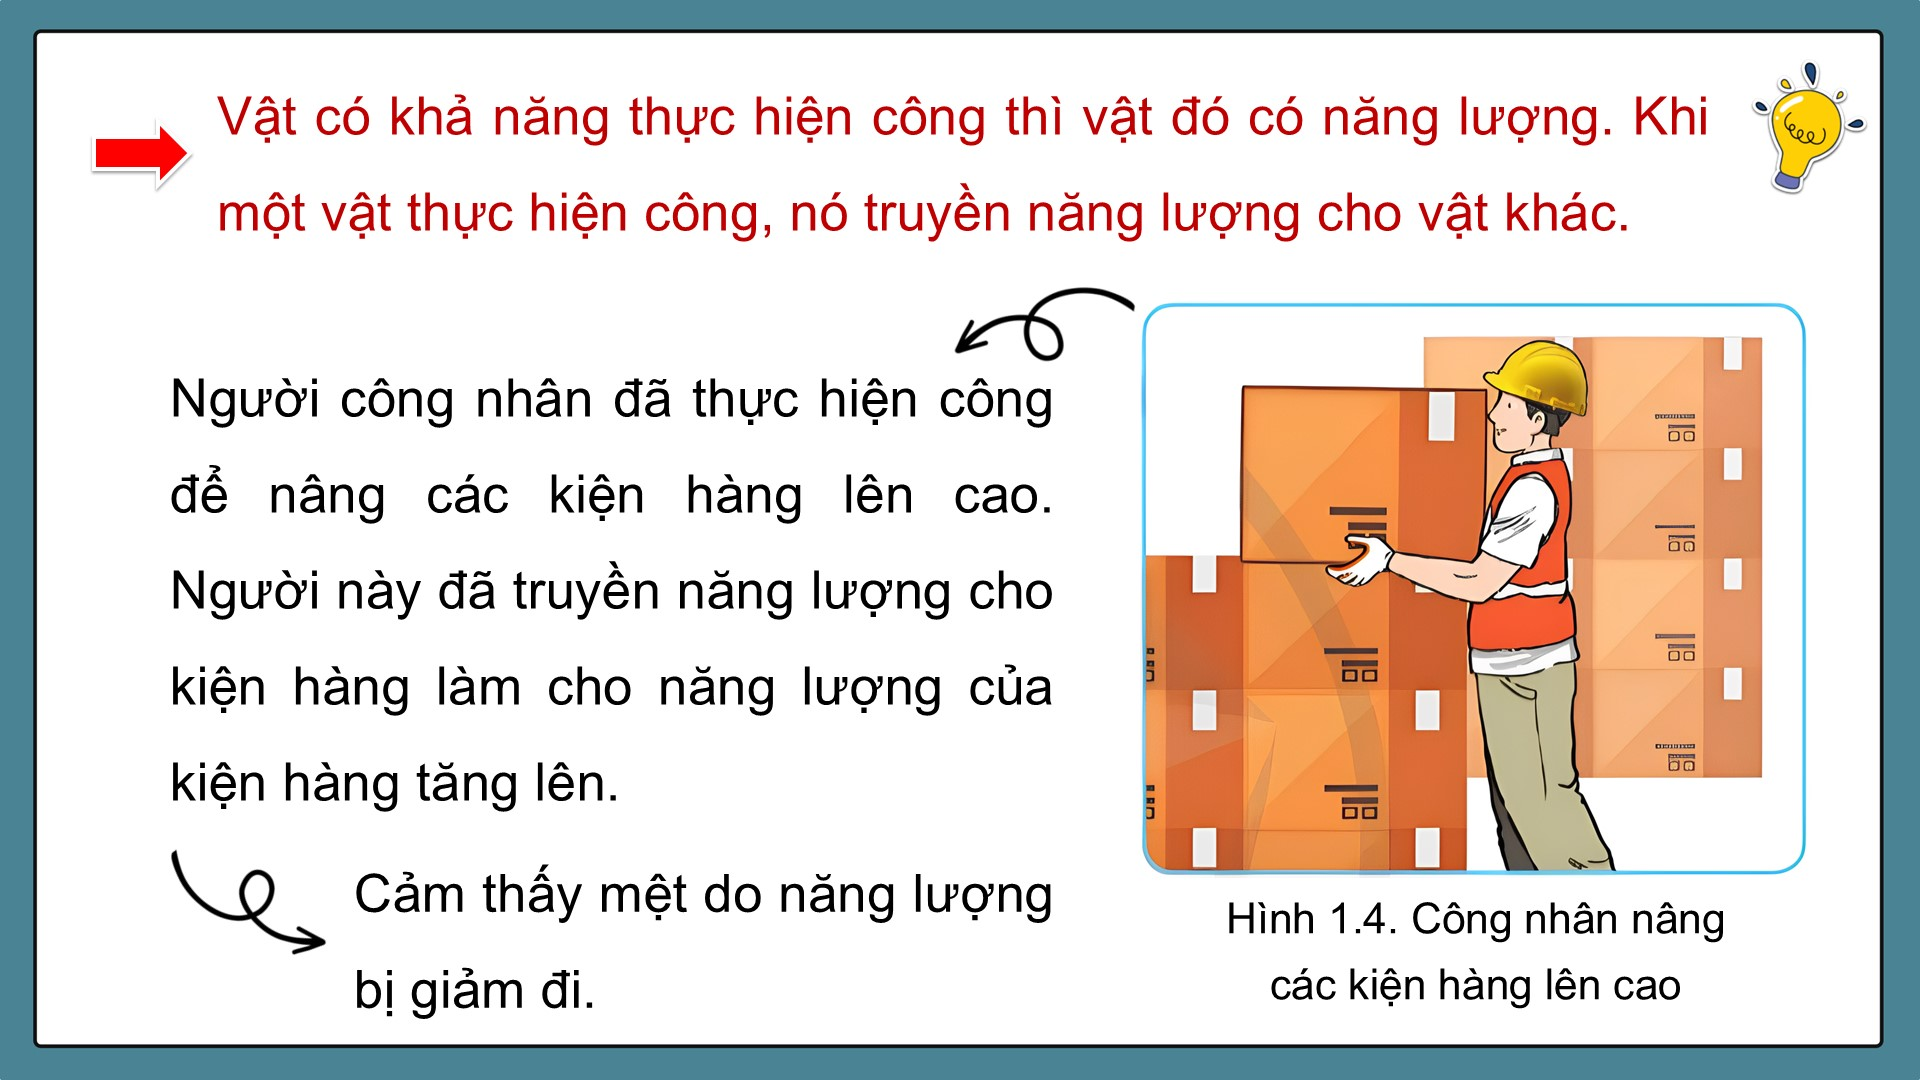 Vật có khả năng thực hiện công thì vật đó có năng lượng. Khi
một vật thực hiện công, nó truyền năng lượng cho vật khác.
Người công nhân đã thực hiện công
để nâng các kiện hàng lên cao.
Người này đã truyền năng lượng cho
kiện hàng làm cho năng lượng của
kiện hàng tăng lên.
Cảm thấy mệt do năng lượng
bị giảm đi.
Hình 1.4. Công nhân nâng
các kiện hàng lên cao